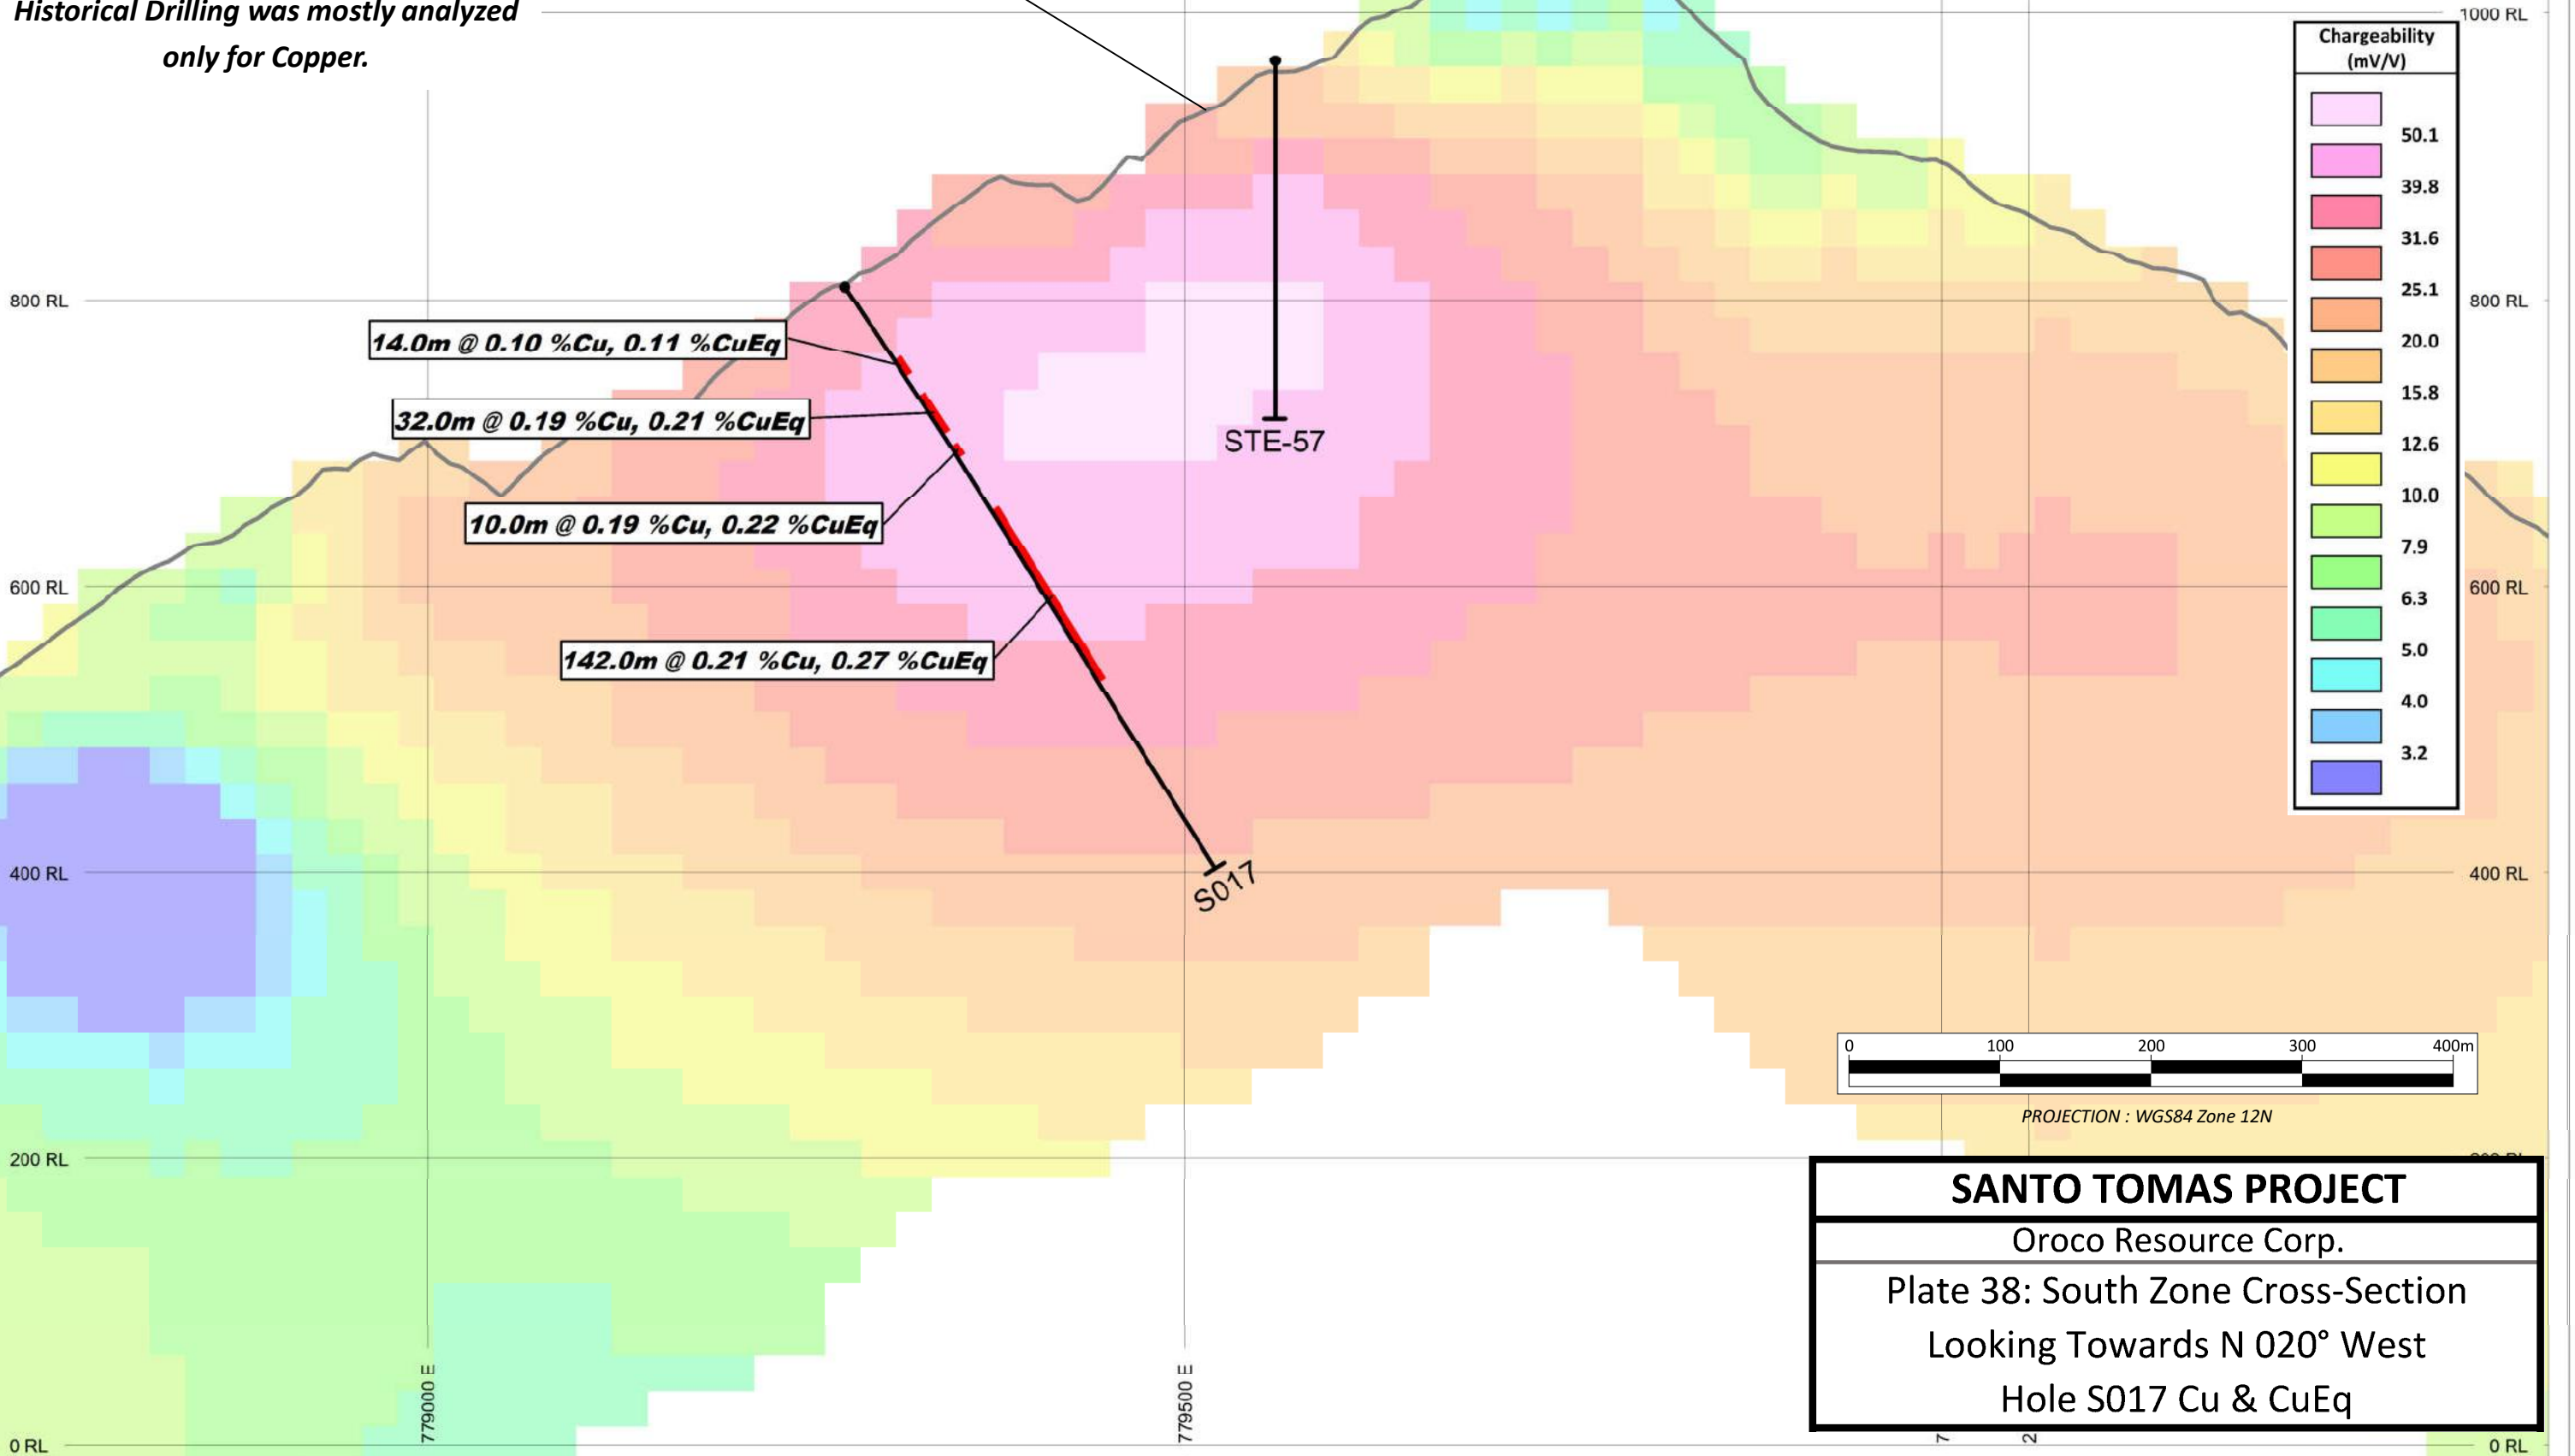 Historical Drilling was mostly analyzed
only for Copper.
1000 RL
Chargeability
(mV/V)
50.1
39.8
31.6
25.1
20.0
15.8
12.6
10.0
7.9
6.3
5.0
4.0
3.2
800 RL
800 RL
14.0m @ 0.10 %Cu, 0.11 %CuEq
32.0m @ 0.19 %Cu, 0.21 %CuEq
STE-57
10.0m @ 0.19 %Cu, 0.22 %CuEq
600 RL
600 RL
142.0m @ 0.21 %Cu, 0.27 %CuEq
400 RL
400 RL
S017
0 100 200 300 400m
PROJECTION : WGS84 Zone 12N
200 RL
SANTO TOMAS PROJECT
Oroco Resource Corp.
Plate 38: South Zone Cross-Section
Looking Towards N 020° West
Hole S017 Cu & CuEq
779000 E
779500 E
0 RL
0 RL